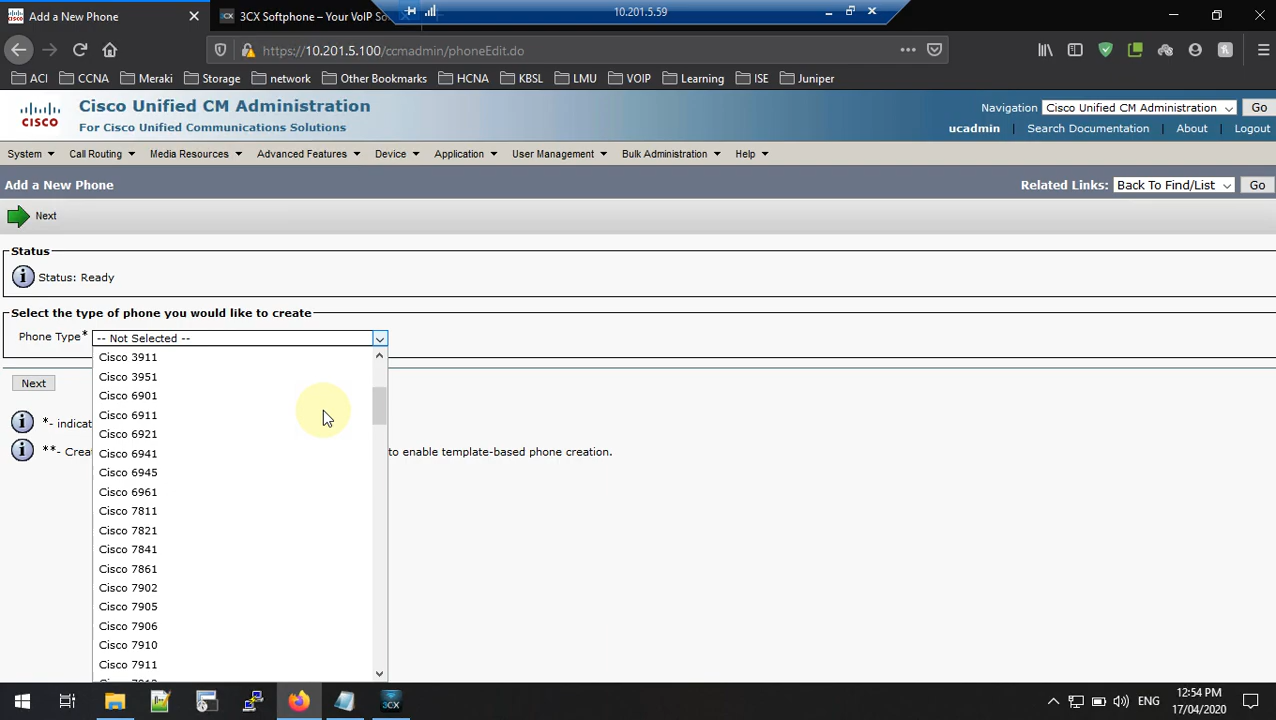 Add a New Phone
3CX Softphone – Your VoIP So
10.201.5.59
https://10.201.5.100/ccmadmin/phoneEdit.do
ACI CCNA Meraki Storage network Other Bookmarks HCNA KBSL LMU VOIP Learning ISE Juniper
CISCO
Cisco Unified CM Administration
For Cisco Unified Communications Solutions
Navigation Cisco Unified CM Administration Go
ucadmin | Search Documentation | About | Logout
System Call Routing Media Resources Advanced Features Device Application User Management Bulk Administration Help
Add a New Phone
Related Links: Back To Find/List Go
Next
Status
Status: Ready
Select the type of phone you would like to create
Phone Type* -- Not Selected --
Cisco 3911
Cisco 3951
Cisco 6901
Cisco 6911
Cisco 6921
Cisco 6941
Cisco 6945
Cisco 6961
Cisco 7811
Cisco 7821
Cisco 7841
Cisco 7861
Cisco 7902
Cisco 7905
Cisco 7906
Cisco 7910
Cisco 7911
Next
*- indicat
**- Crea
to enable template-based phone creation.
3CX
ENG
12:54 PM
17/04/2020